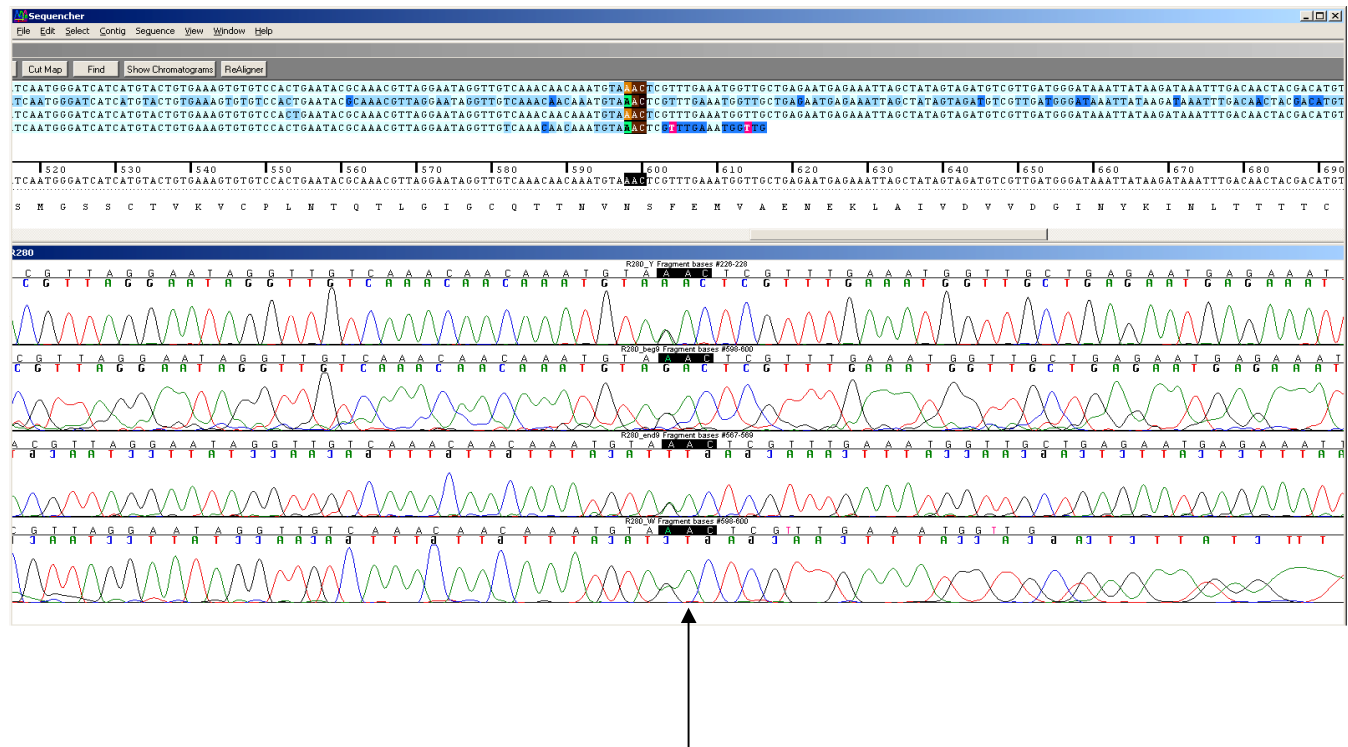 Sequencher
File Edit Select Contig Sequence View Window Help
Cut Map Find Show Chromatograms ReAligner
TCAATGGGATCATCATGTACTGTGAAAGTGTGTCCACTGAATACGCAAACGTTAGGAATAGGTTGTCAAACAACAAATGTAAACTCGTTTGAAATGGTTGCTGAGAATGAGAAATTAGCTATAGTAGATGTCGTTGATGGGATAAATTATAAGATAAATTTGACAACTACGACATGT
TCAATGGGATCATCATGTACTGTGAAAGTGTGTCCACTGAATACGCAAACGTTAGGAATAGGTTGTCAAACAACAAATGTAAACTCGTTTGAAATGGTTGCTGAGAATGAGAAATTAGCTATAGTAGATGTCGTTGATGGGATAAATTATAAGATAAATTTGACAACTACGACATGT
TCAATGGGATCATCATGTACTGTGAAAGTGTGTCCACTGAATACGCAAACGTTAGGAATAGGTTGTCAAACAACAAATGTAAACTCGTTTGAAATGGTTGCTGAGAATGAGAAATTAGCTATAGTAGATGTCGTTGATGGGATAAATTATAAGATAAATTTGACAACTACGACATGT
TCAATGGGATCATCATGTACTGTGAAAGTGTGTCCACTGAATACGCAAACGTTAGGAATAGGTTGTCAAACAACAAATGTAAACTCGTTTGAAATGGTTG
520 530 540 550 560 570 580 590 600 610 620 630 640 650 660 670 680 690
TCAATGGGATCATCATGTACTGTGAAAGTGTGTCCACTGAATACGCAAACGTTAGGAATAGGTTGTCAAACAACAAATGTAAACTCGTTTGAAATGGTTGCTGAGAATGAGAAATTAGCTATAGTAGATGTCGTTGATGGGATAAATTATAAGATAAATTTGACAACTACGACATGT
S M G S S C T V K V C P L N T Q T L G I G C Q T T N V N S F E M V A E N E K L A I V D V V D G I N Y K I N L T T T T C
R280
R280_Y Fragment bases #226-228
C G T T A G G A A T A G G T T G T C A A A C A A C A A A T G T A A A C T C G T T T G A A A T G G T T G C T G A G A A T G A G A A A T
C G T T A G G A A T A G G T T G T C A A A C A A C A A A T G T A A A C T C G T T T G A A A T G G T T G C T G A G A A T G A G A A A T
R280_beg9 Fragment bases #598-600
C G T T A G G A A T A G G T T G T C A A A C A A C A A A T G T A A A C T C G T T T G A A A T G G T T G C T G A G A A T G A G A A A T
C G T T A G G A A T A G G T T G T C A A A C A A C A A A T G T A G A C T C G T T T G A A A T G G T T G C T G A G A A T G A G A A A T
R280_end9 Fragment bases #567-569
A C G T T A G G A A T A G G T T G T C A A A C A A C A A A T G T A A A C T C G T T T G A A A T G G T T G C T G A G A A T G A G A A A T T
R280_W Fragment bases #598-600
C G T T A G G A A T A G G T T G T C A A A C A A C A A A T G T A A A C T C G T T T G A A A T G G T T G